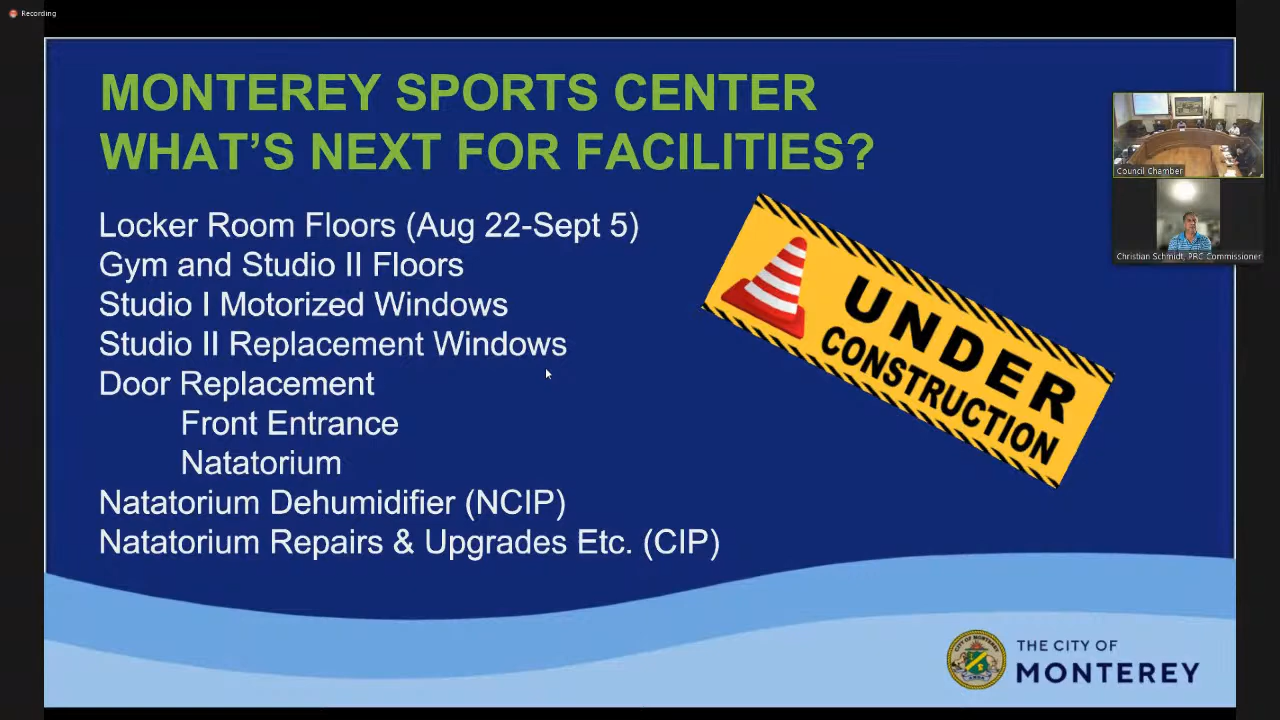 Recording
MONTEREY SPORTS CENTER
WHAT'S NEXT FOR FACILITIES?
Locker Room Floors (Aug 22-Sept 5)
Gym and Studio II Floors
Studio I Motorized Windows
Studio II Replacement Windows
Door Replacement
Front Entrance
Natatorium
Natatorium Dehumidifier (NCIP)
Natatorium Repairs & Upgrades Etc. (CIP)
UNDER
CONSTRUCTION
Council Chamber
Christian Schmidt, PRC Commissioner
THE CITY OF
MONTEREY